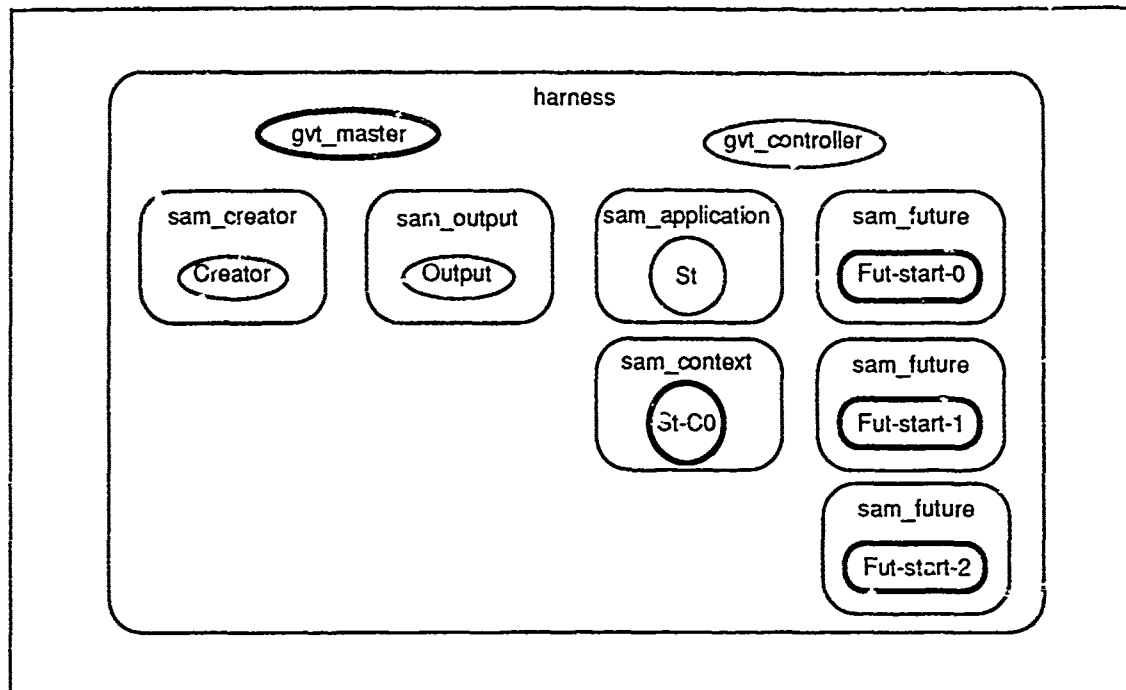 harness
gvt_master
gvt_controller
sam_creator
Creator
sam_output
Output
sam_application
St
sam_future
Fut-start-0
sam_context
St-C0
sam_future
Fut-start-1
sam_future
Fut-start-2